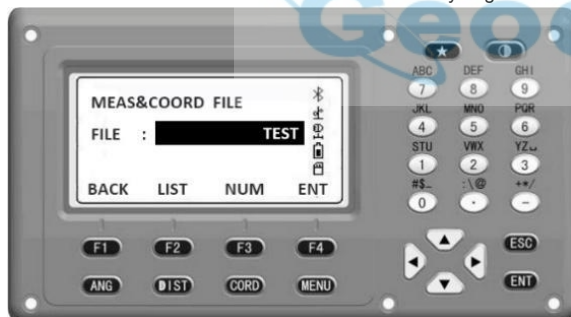 Geo
MEAS&COORD FILE
FILE : TEST
BACK LIST NUM ENT
F1 F2 F3 F4
ANG DIST CORD MENU
ABC DEF GHI
7 8 9
JKL MNO PQR
4 5 6
STU VWX YZ␣
1 2 3
#$_ :\@ +*/
0 . -
ESC
ENT